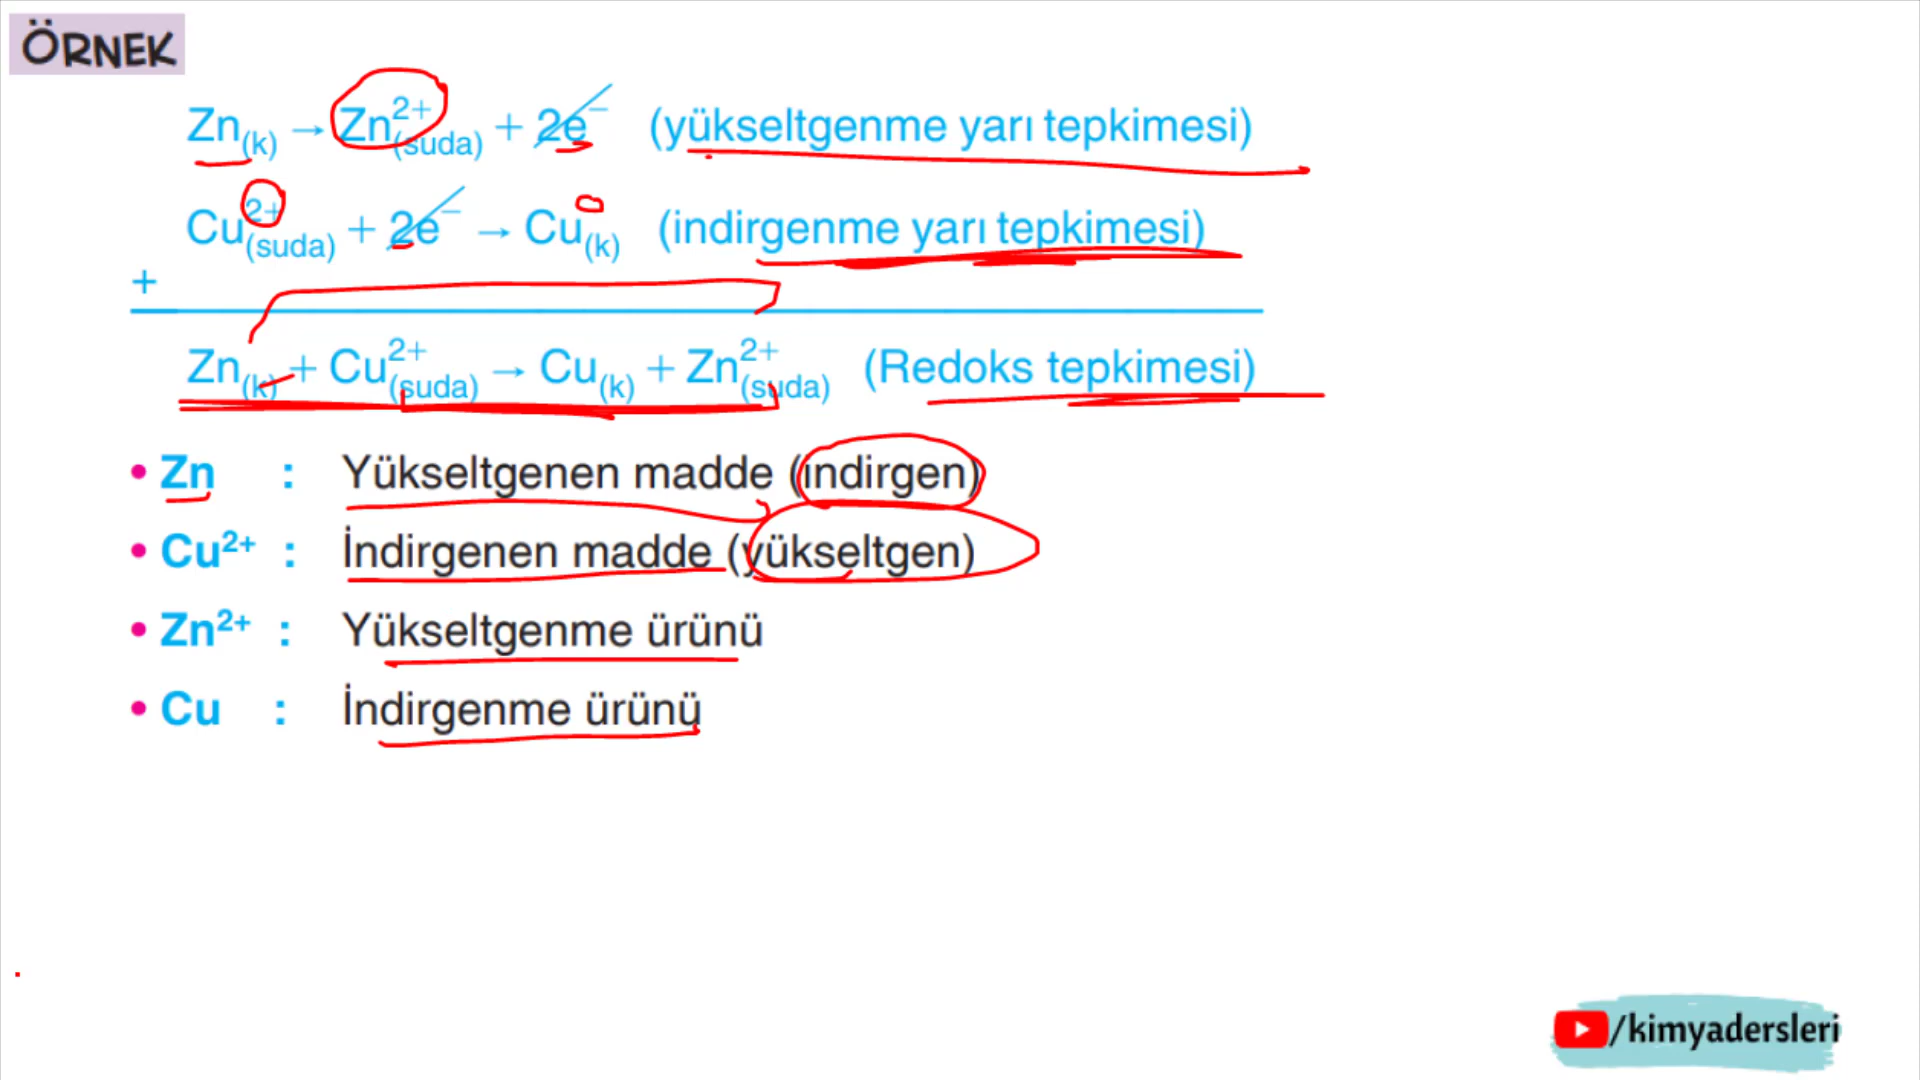 ÖRNEK
Zn(k) → Zn²⁺(suda) + 2e⁻ (yükseltgenme yarı tepkimesi)
Cu²⁺(suda) + 2e⁻ → Cu(k) (indirgenme yarı tepkimesi)
+
Zn(k) + Cu²⁺(suda) → Cu(k) + Zn²⁺(suda) (Redoks tepkimesi)
• Zn : Yükseltgenen madde (indirgen)
• Cu²⁺ : İndirgenen madde (yükseltgen)
• Zn²⁺ : Yükseltgenme ürünü
• Cu : İndirgenme ürünü
/kimyadersleri